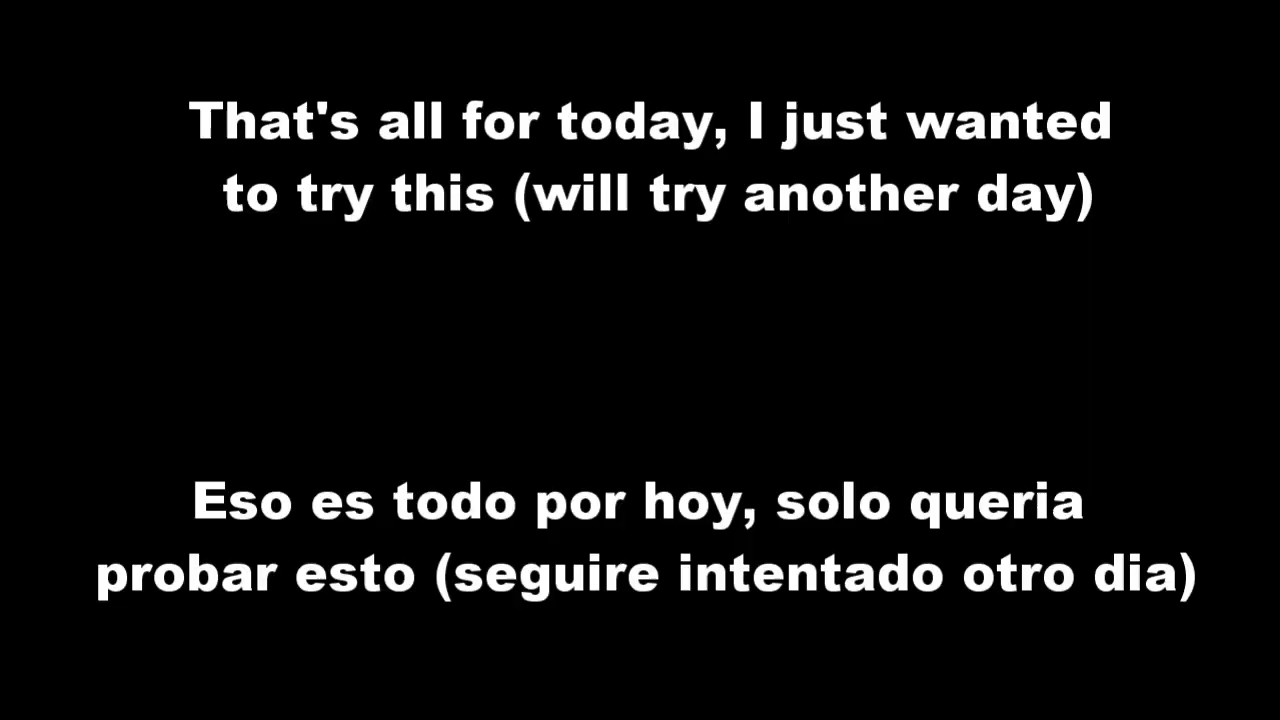 That's all for today, I just wanted
to try this (will try another day)
Eso es todo por hoy, solo queria
probar esto (seguire intentado otro dia)